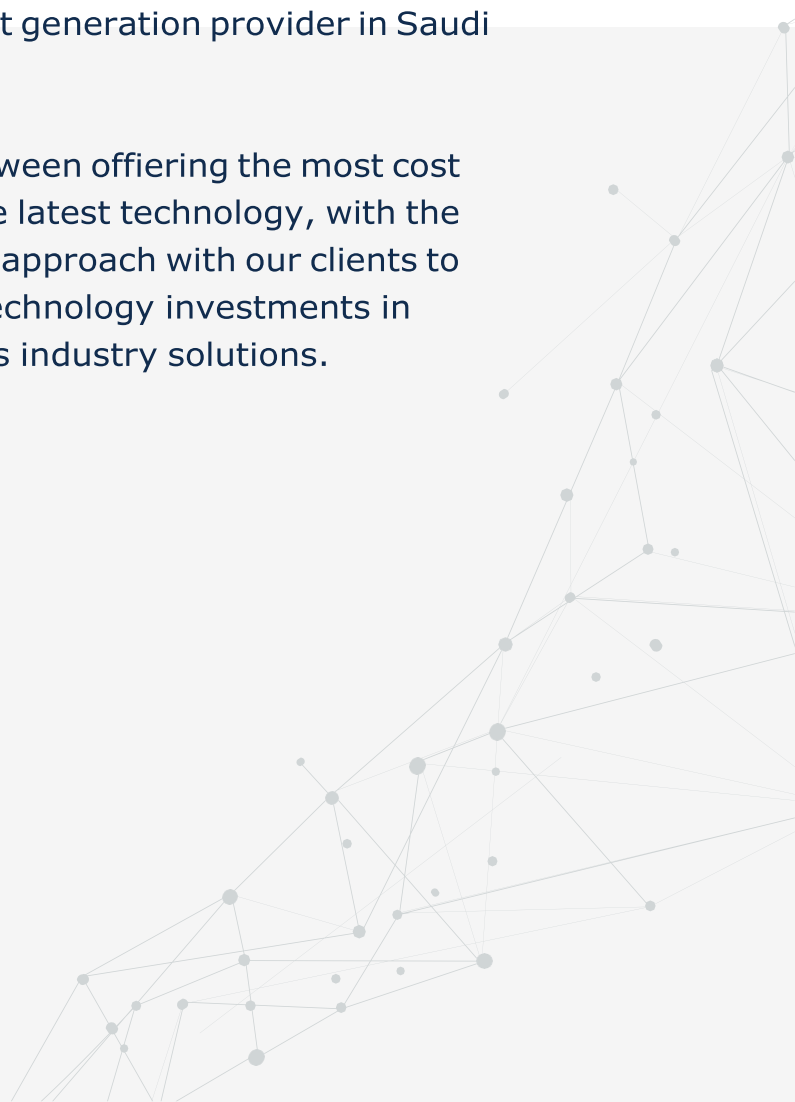 t generation provider in Saudi
ween offiering the most cost
e latest technology, with the
approach with our clients to
echnology investments in
s industry solutions.